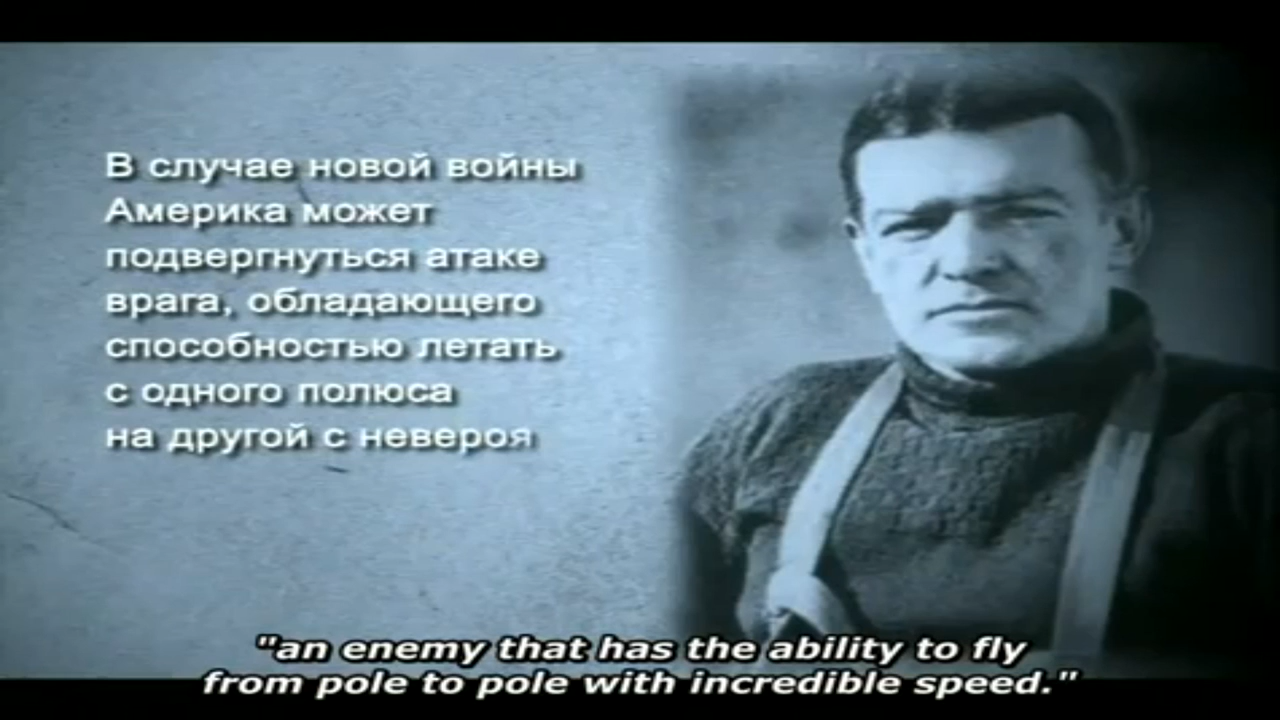 В случае новой войны
Америка может
подвергнуться атаке
врага, обладающего
способностью летать
с одного полюса
на другой с невероя
"an enemy that has the ability to fly
from pole to pole with incredible speed."